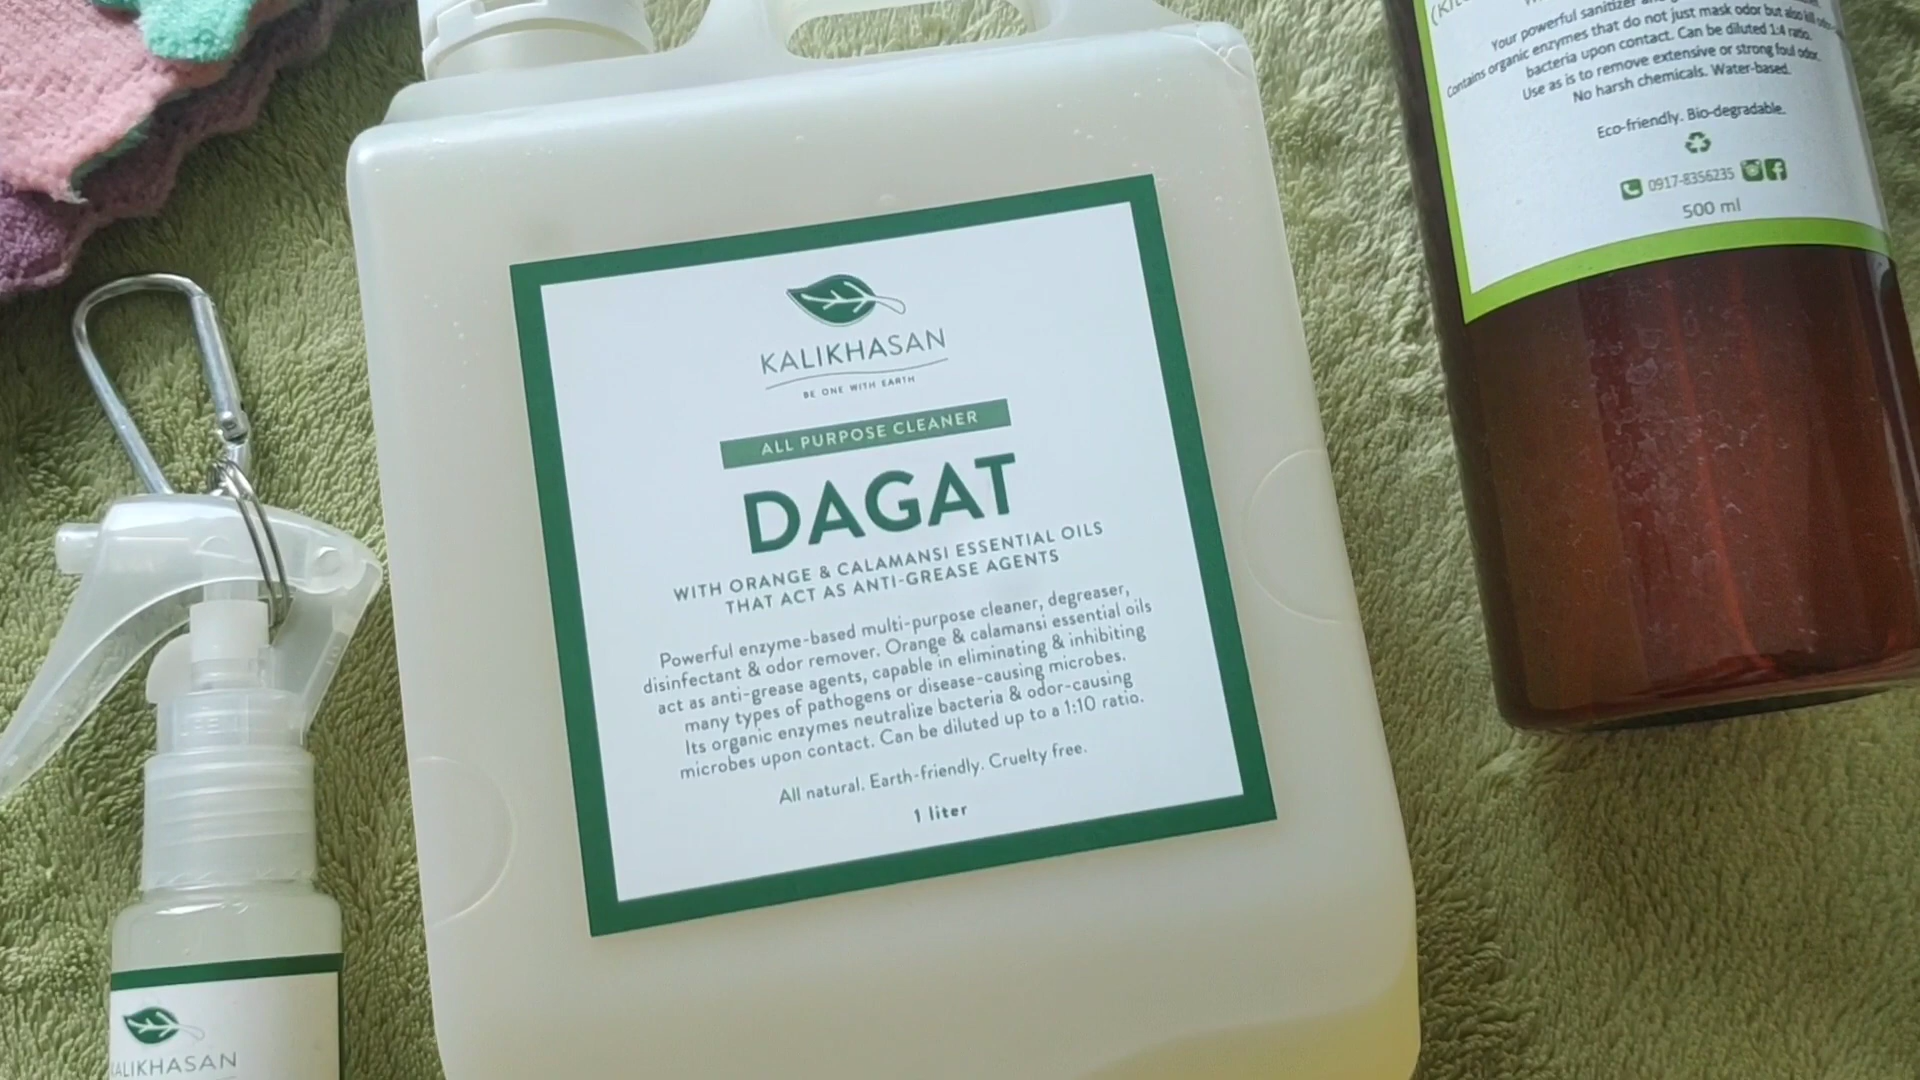 KALIKHASAN
BE ONE WITH EARTH
ALL PURPOSE CLEANER
DAGAT
WITH ORANGE & CALAMANSI ESSENTIAL OILS
THAT ACT AS ANTI-GREASE AGENTS
Powerful enzyme-based multi-purpose cleaner, degreaser,
disinfectant & odor remover. Orange & calamansi essential oils
act as anti-grease agents, capable in eliminating & inhibiting
many types of pathogens or disease-causing microbes.
Its organic enzymes neutralize bacteria & odor-causing
microbes upon contact. Can be diluted up to a 1:10 ratio.
All natural. Earth-friendly. Cruelty free.
1 liter
Your powerful sanitizer
Contains organic enzymes that do not just mask odor but also kill
bacteria upon contact. Can be diluted 1:4 ratio.
Use as is to remove extensive or strong foul odor.
No harsh chemicals. Water-based.
Eco-friendly. Bio-degradable.
0917-8356235
500 ml
KALIKHASAN